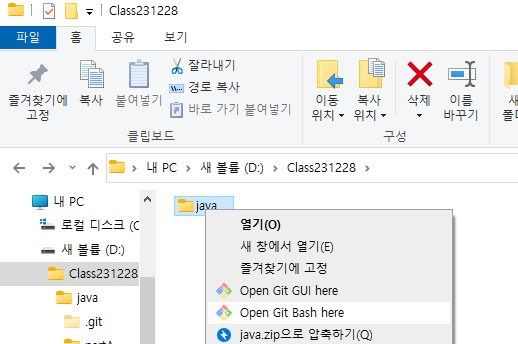 Class231228
파일 홈 공유 보기
즐겨찾기에 고정
복사
붙여넣기
잘라내기
경로 복사
바로 가기 붙여넣기
이동 위치
복사 위치
삭제
이름 바꾸기
새
클립보드
구성
내 PC > 새 볼륨 (D:) > Class231228 >
내 PC
로컬 디스크 (C
새 볼륨 (D:)
Class231228
java
.git
java
열기(O)
새 창에서 열기(E)
즐겨찾기에 고정
Open Git GUI here
Open Git Bash here
java.zip으로 압축하기(Q)